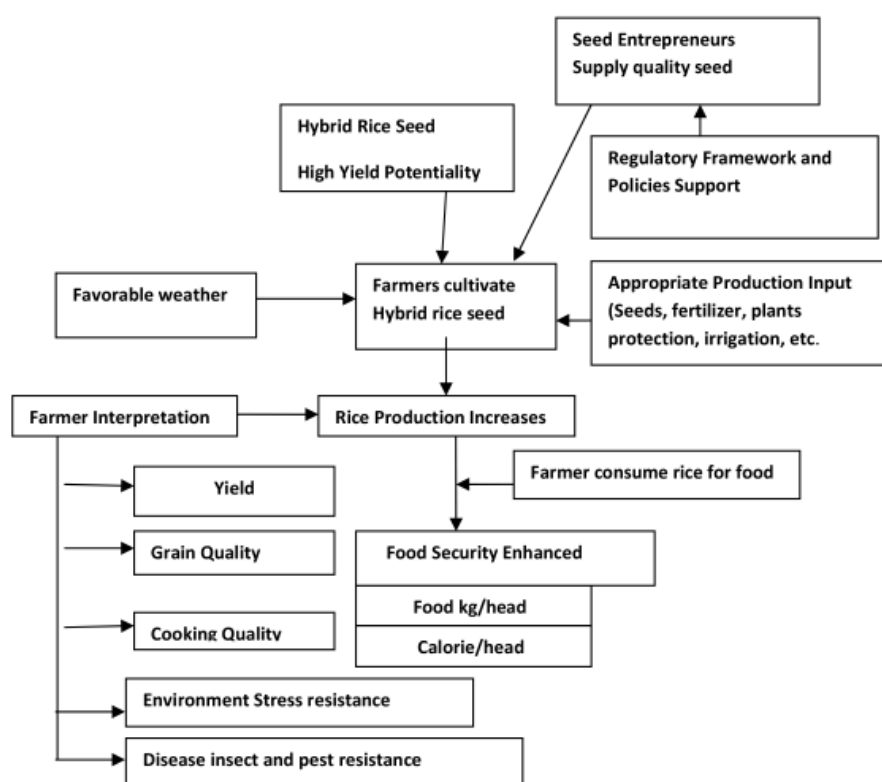 Seed Entrepreneurs
Supply quality seed
Hybrid Rice Seed
High Yield Potentiality
Regulatory Framework and
Policies Support
Favorable weather
Farmers cultivate
Hybrid rice seed
Appropriate Production Input
(Seeds, fertilizer, plants
protection, irrigation, etc.
Farmer Interpretation
Rice Production Increases
Farmer consume rice for food
Yield
Grain Quality
Food Security Enhanced
Food kg/head
Cooking Quality
Calorie/head
Environment Stress resistance
Disease insect and pest resistance